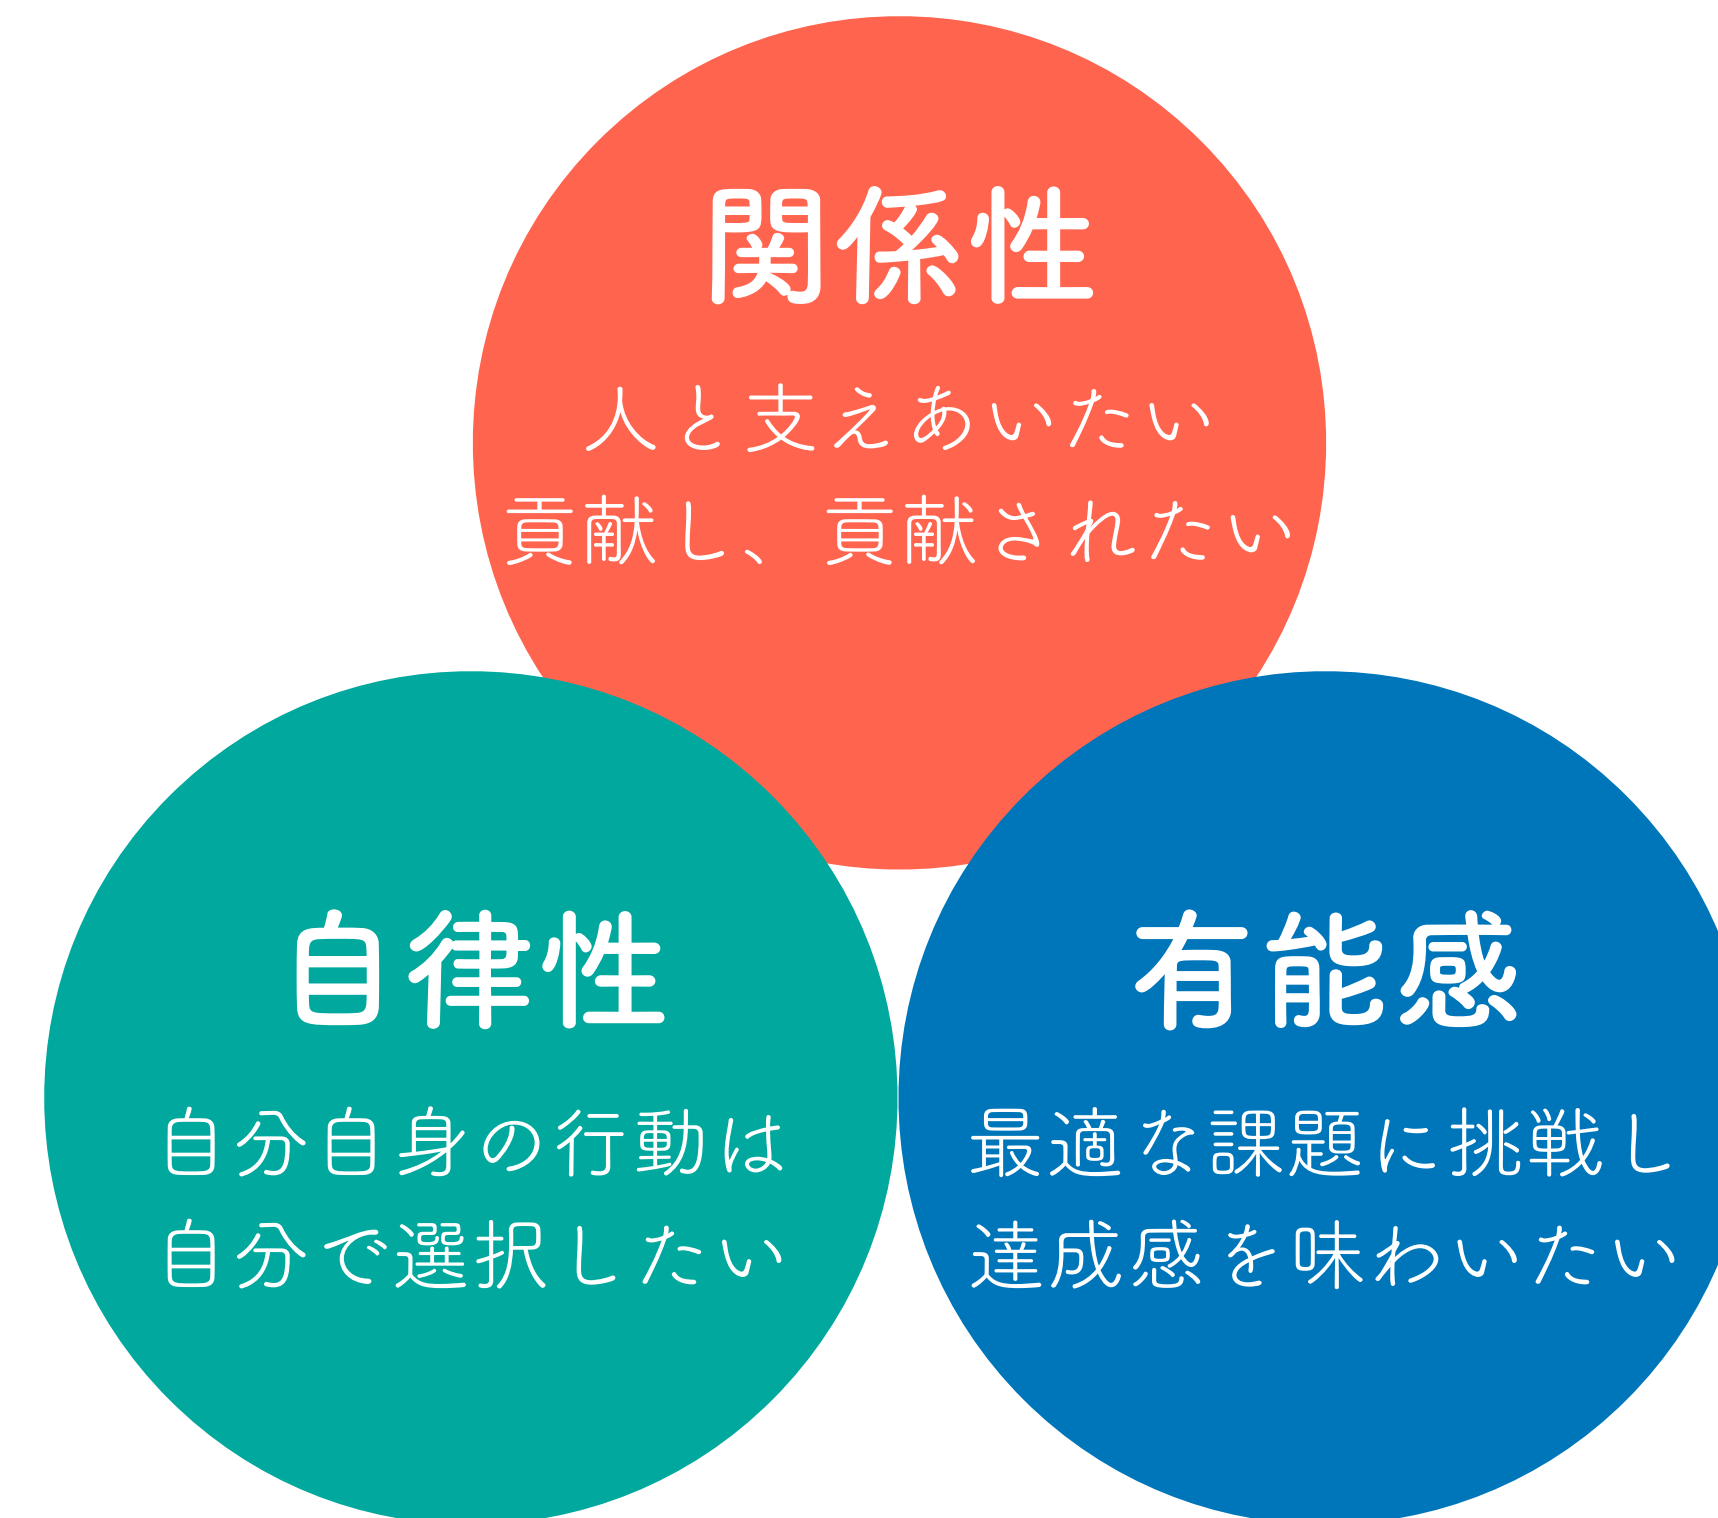 関係性
人と支えあいたい
貢献し、貢献されたい
自律性
自分自身の行動は
自分で選択したい
有能感
最適な課題に挑戦し
達成感を味わいたい